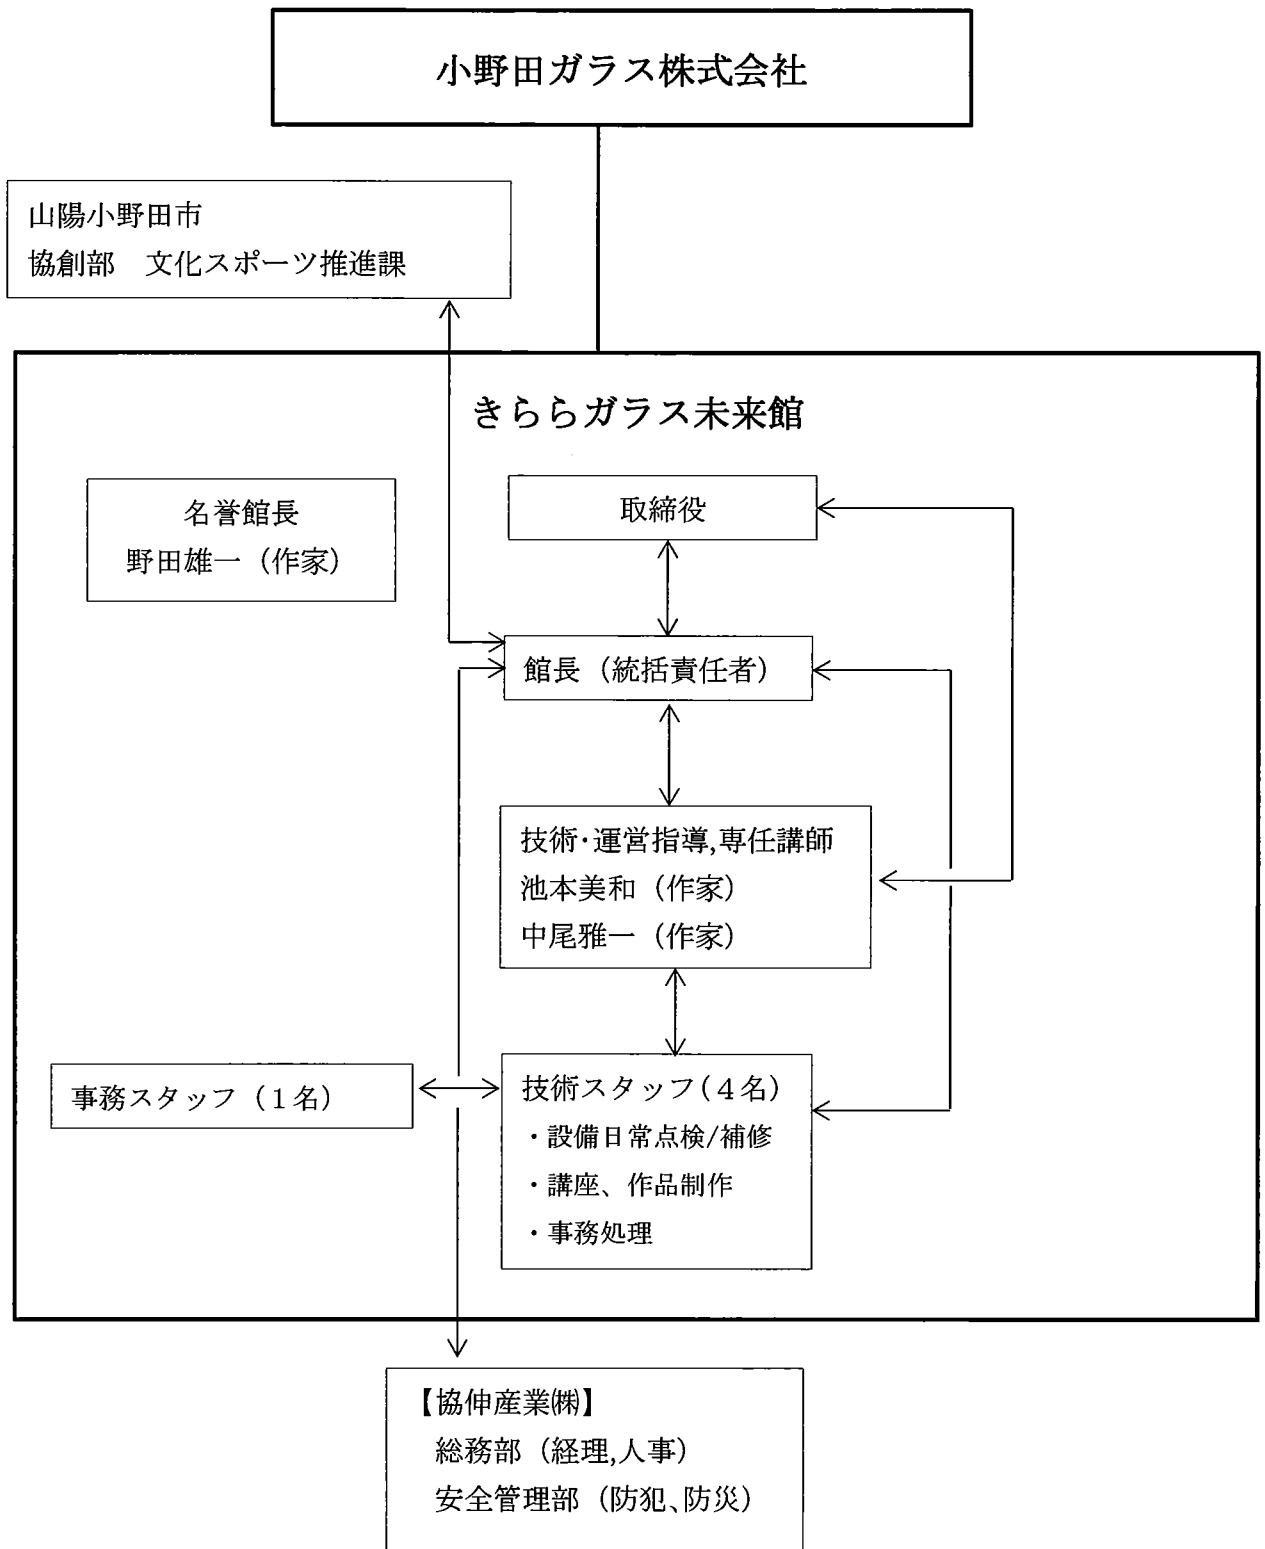 小野田ガラス株式会社
山陽小野田市
協創部　文化スポーツ推進課
きららガラス未来館
名誉館長
野田雄一（作家）
取締役
館長（統括責任者）
技術・運営指導,専任講師
池本美和（作家）
中尾雅一（作家）
事務スタッフ（１名）
技術スタッフ(４名)
・設備日常点検/補修
・講座、作品制作
・事務処理
【協伸産業㈱】
総務部（経理,人事）
安全管理部（防犯、防災）